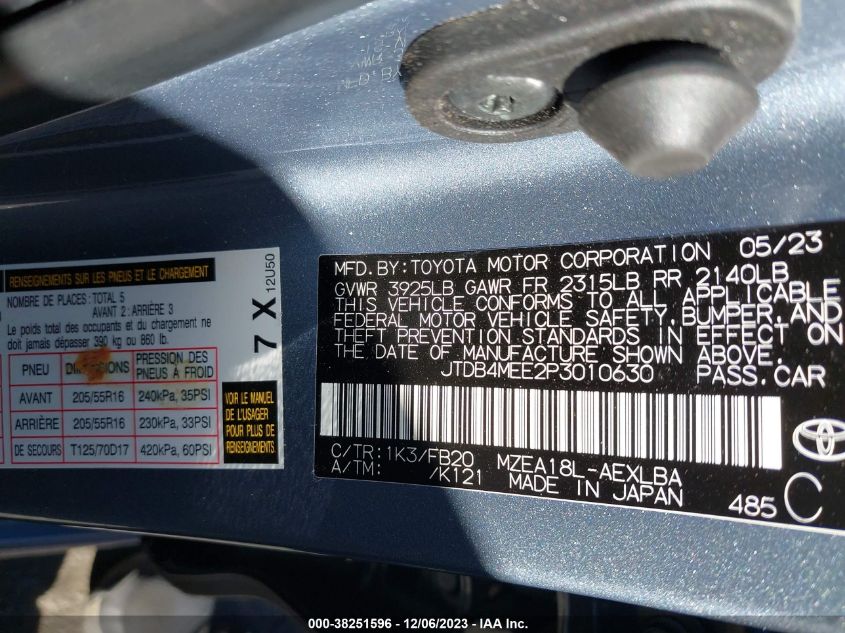 RENSEIGNEMENTS SUR LES PNEUS ET LE CHARGEMENT
NOMBRE DE PLACES: TOTAL 5
AVANT 2: ARRIÈRE 3
Le poids total des occupants et du chargement ne
doit jamais dépasser 390 kg ou 860 lb.
PNEU DIMENSIONS PRESSION DES PNEUS À FROID
AVANT 205/55R16 240kPa, 35PSI
ARRIÈRE 205/55R16 230kPa, 33PSI
DE SECOURS T125/70D17 420kPa, 60PSI
7 X 12U50
VOIR LE MANUEL
DE L'USAGER
POUR PLUS DE
RENSEIGNEMENTS
MFD.BY:TOYOTA MOTOR CORPORATION 05/23
GVWR 3925LB GAWR FR 2315LB RR 2140LB
THIS VEHICLE CONFORMS TO ALL APPLICABLE
FEDERAL MOTOR VEHICLE SAFETY,BUMPER,AND
THEFT PREVENTION STANDARDS IN EFFECT ON
THE DATE OF MANUFACTURE SHOWN ABOVE.
JTDB4MEE2P3010630 PASS.CAR
C/TR:1K3/FB20 MZEA18L-AEXLBA
A/TM: /K121 MADE IN JAPAN
485 C
000-38251596 - 12/06/2023 - IAA Inc.